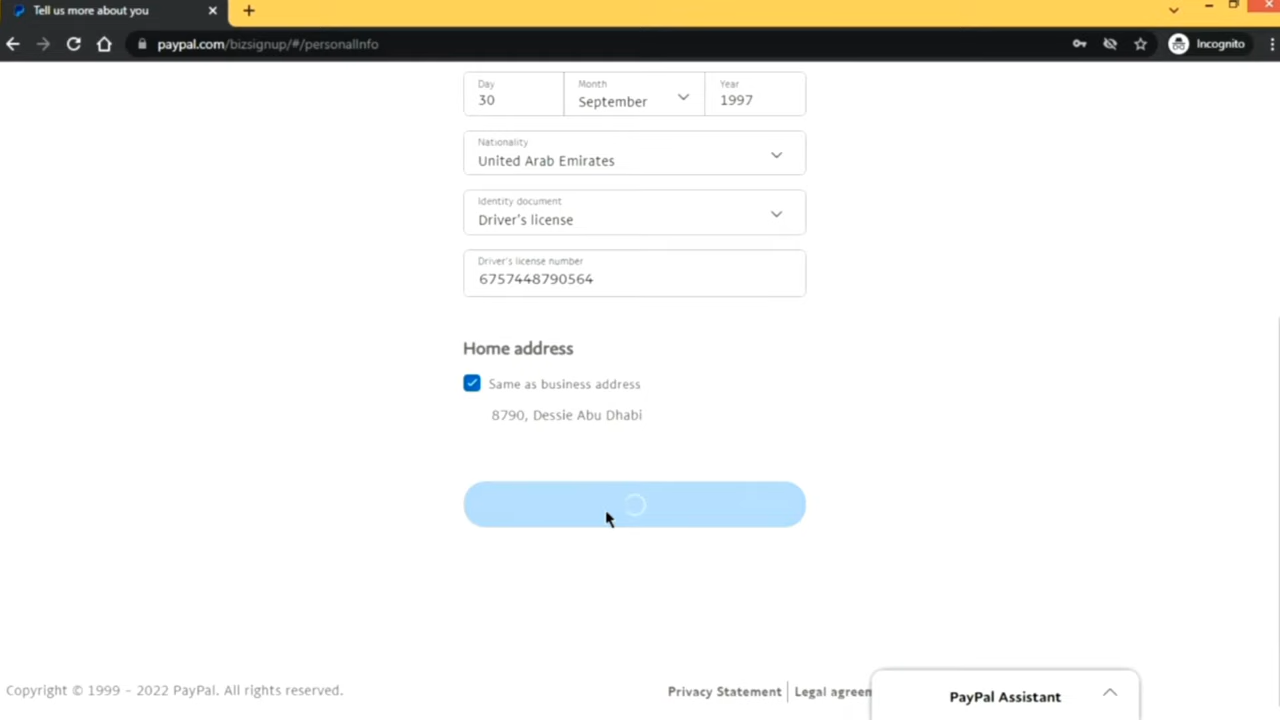 Tell us more about you
paypal.com/bizsignup/#/personalInfo
Incognito
Day Month Year
30 September 1997
Nationality
United Arab Emirates
Identity document
Driver's license
Driver's license number
6757448790564
Home address
Same as business address
8790, Dessie Abu Dhabi
Copyright © 1999 - 2022 PayPal. All rights reserved.
Privacy Statement Legal agreem
PayPal Assistant